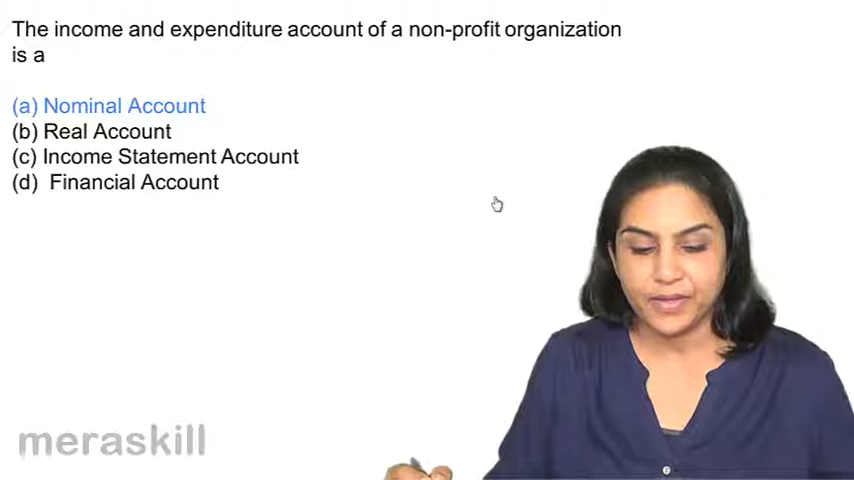 The income and expenditure account of a non-profit organization
is a
(a) Nominal Account
(b) Real Account
(c) Income Statement Account
(d) Financial Account
meraskill